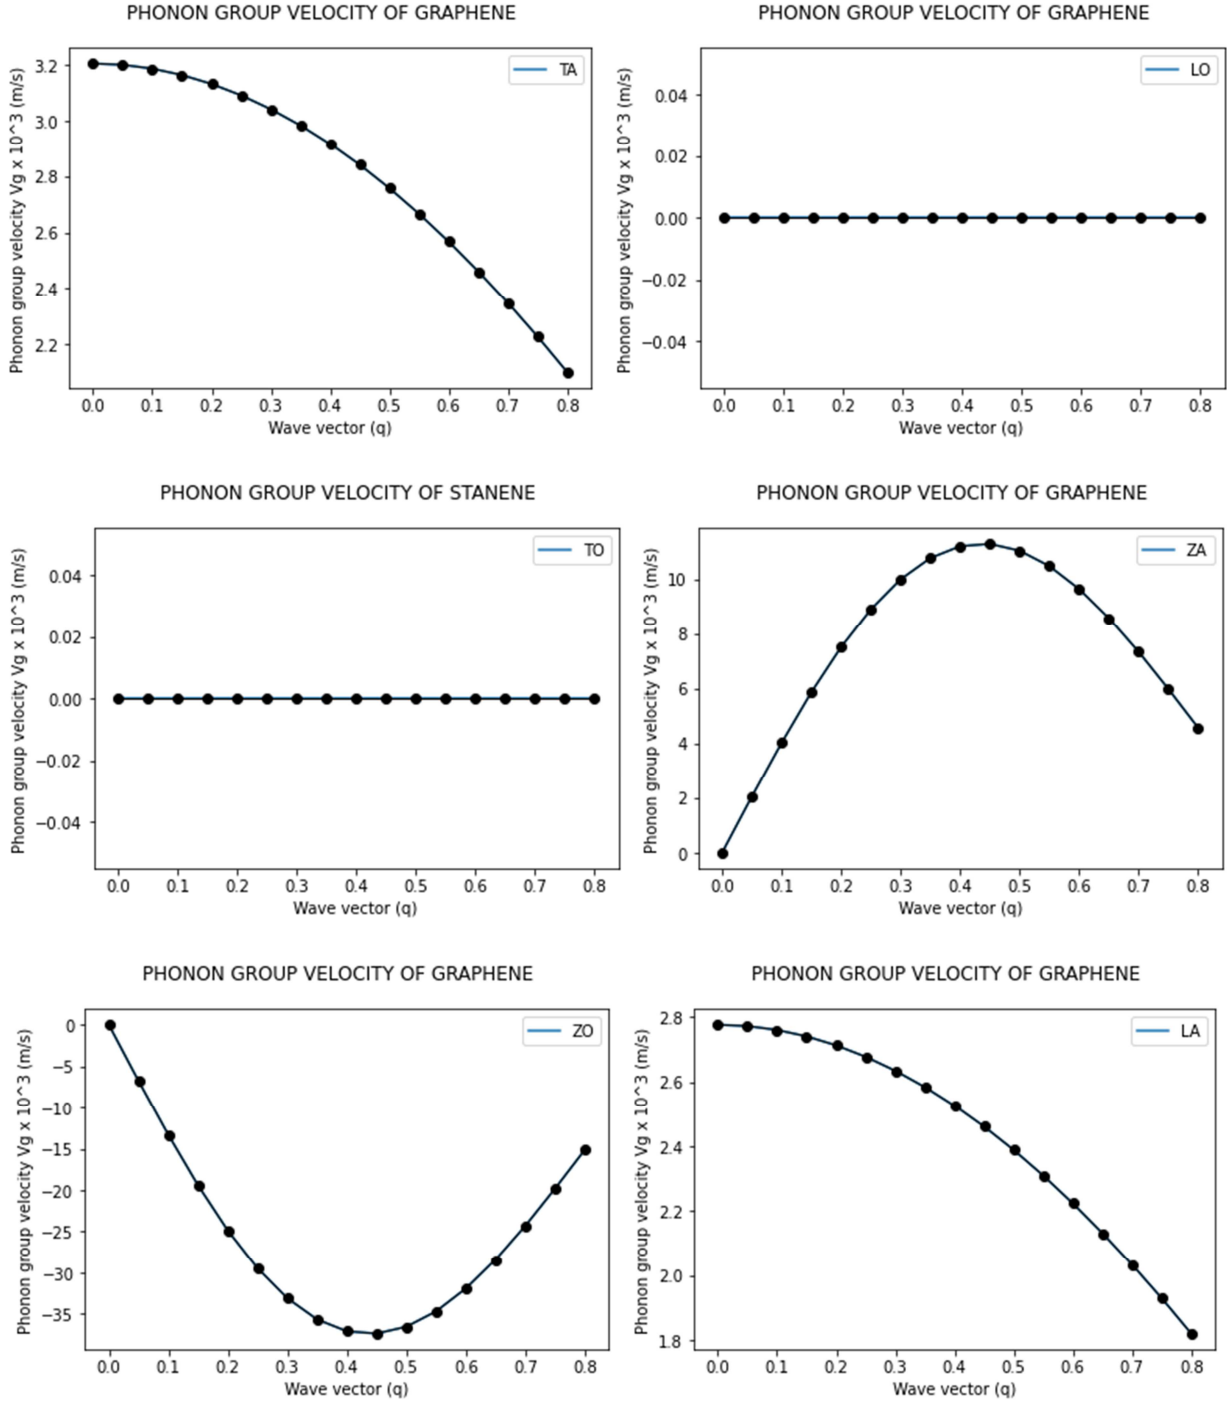 PHONON GROUP VELOCITY OF GRAPHENE
Phonon group velocity Vg x 10^3 (m/s)
TA
3.2
3.0
2.8
2.6
2.4
2.2
0.0 0.1 0.2 0.3 0.4 0.5 0.6 0.7 0.8
Wave vector (q)
PHONON GROUP VELOCITY OF GRAPHENE
Phonon group velocity Vg x 10^3 (m/s)
LO
0.04
0.02
0.00
−0.02
−0.04
0.0 0.1 0.2 0.3 0.4 0.5 0.6 0.7 0.8
Wave vector (q)
PHONON GROUP VELOCITY OF STANENE
Phonon group velocity Vg x 10^3 (m/s)
TO
0.04
0.02
0.00
−0.02
−0.04
0.0 0.1 0.2 0.3 0.4 0.5 0.6 0.7 0.8
Wave vector (q)
PHONON GROUP VELOCITY OF GRAPHENE
Phonon group velocity Vg x 10^3 (m/s)
ZA
10
8
6
4
2
0
0.0 0.1 0.2 0.3 0.4 0.5 0.6 0.7 0.8
Wave vector (q)
PHONON GROUP VELOCITY OF GRAPHENE
Phonon group velocity Vg x 10^3 (m/s)
ZO
0
−5
−10
−15
−20
−25
−30
−35
0.0 0.1 0.2 0.3 0.4 0.5 0.6 0.7 0.8
Wave vector (q)
PHONON GROUP VELOCITY OF GRAPHENE
Phonon group velocity Vg x 10^3 (m/s)
LA
2.8
2.6
2.4
2.2
2.0
1.8
0.0 0.1 0.2 0.3 0.4 0.5 0.6 0.7 0.8
Wave vector (q)